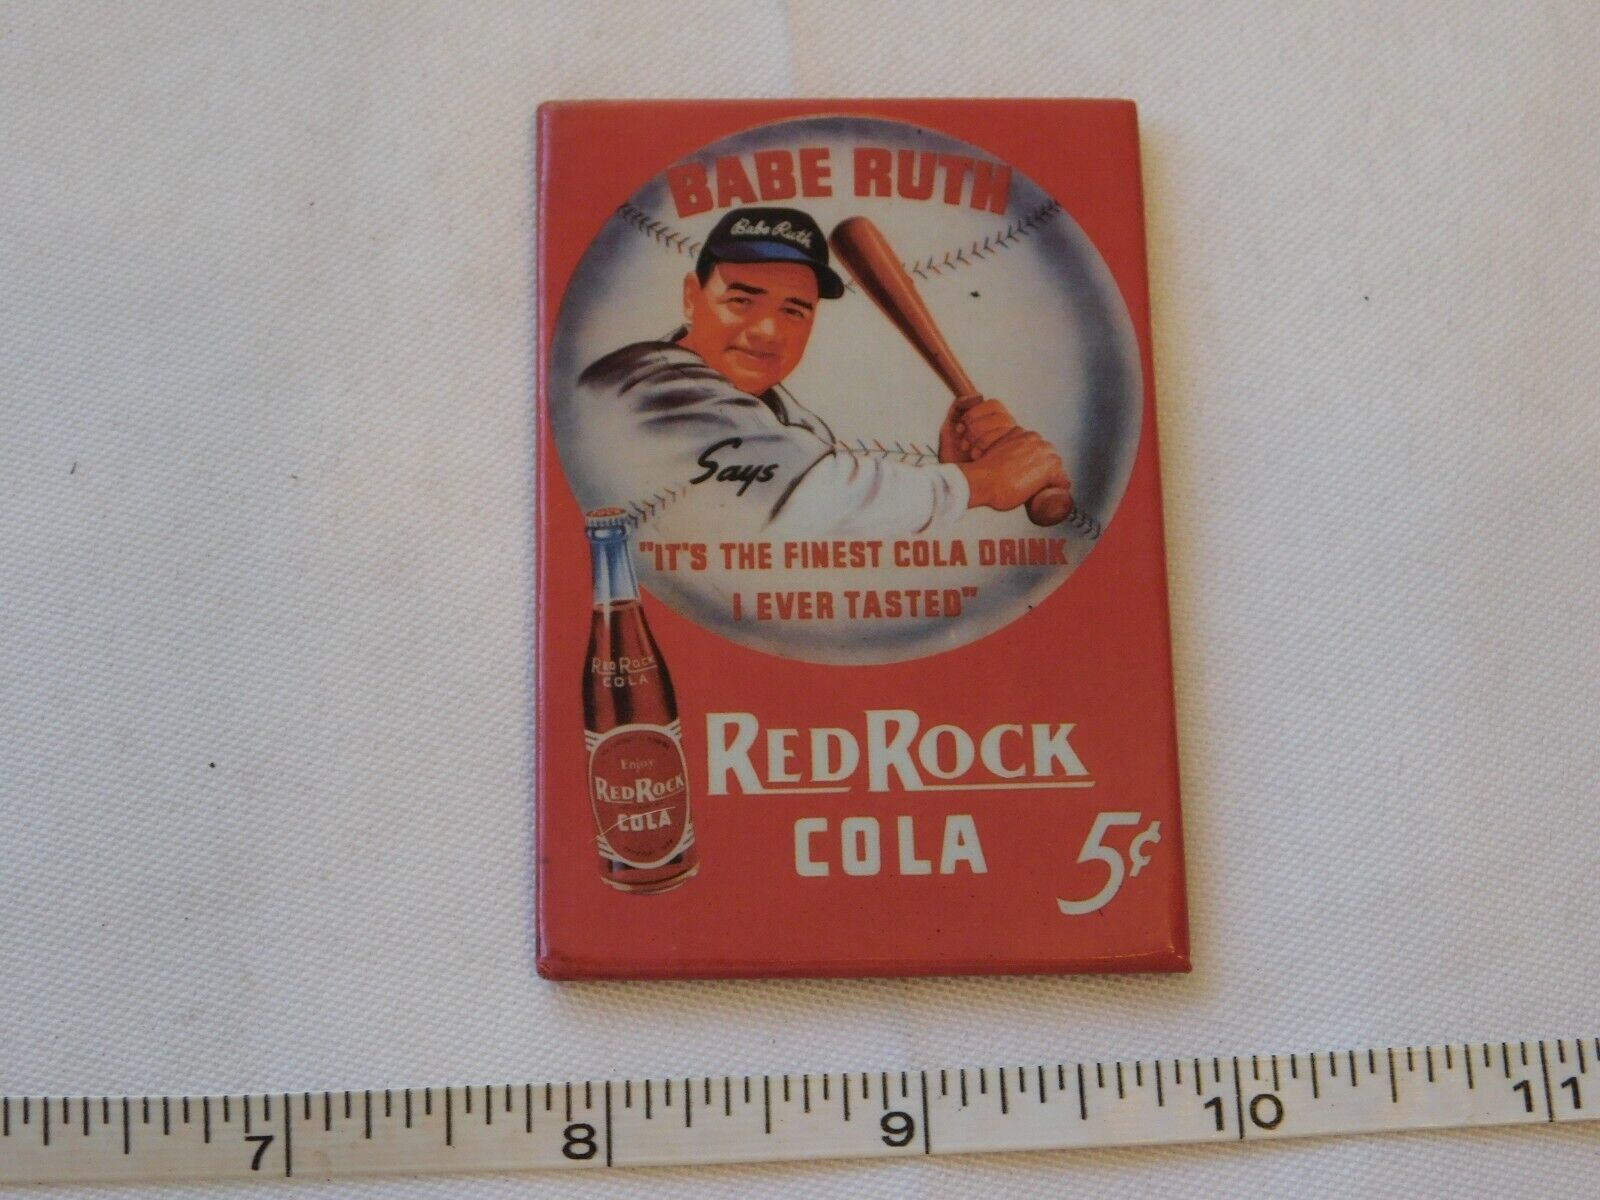 BABE RUTH
Babe Ruth
Says
"IT'S THE FINEST COLA DRINK
I EVER TASTED"
RED ROCK
COLA
Enjoy
RED ROCK
COLA
RED ROCK
COLA
5¢
7 8 9 10 11